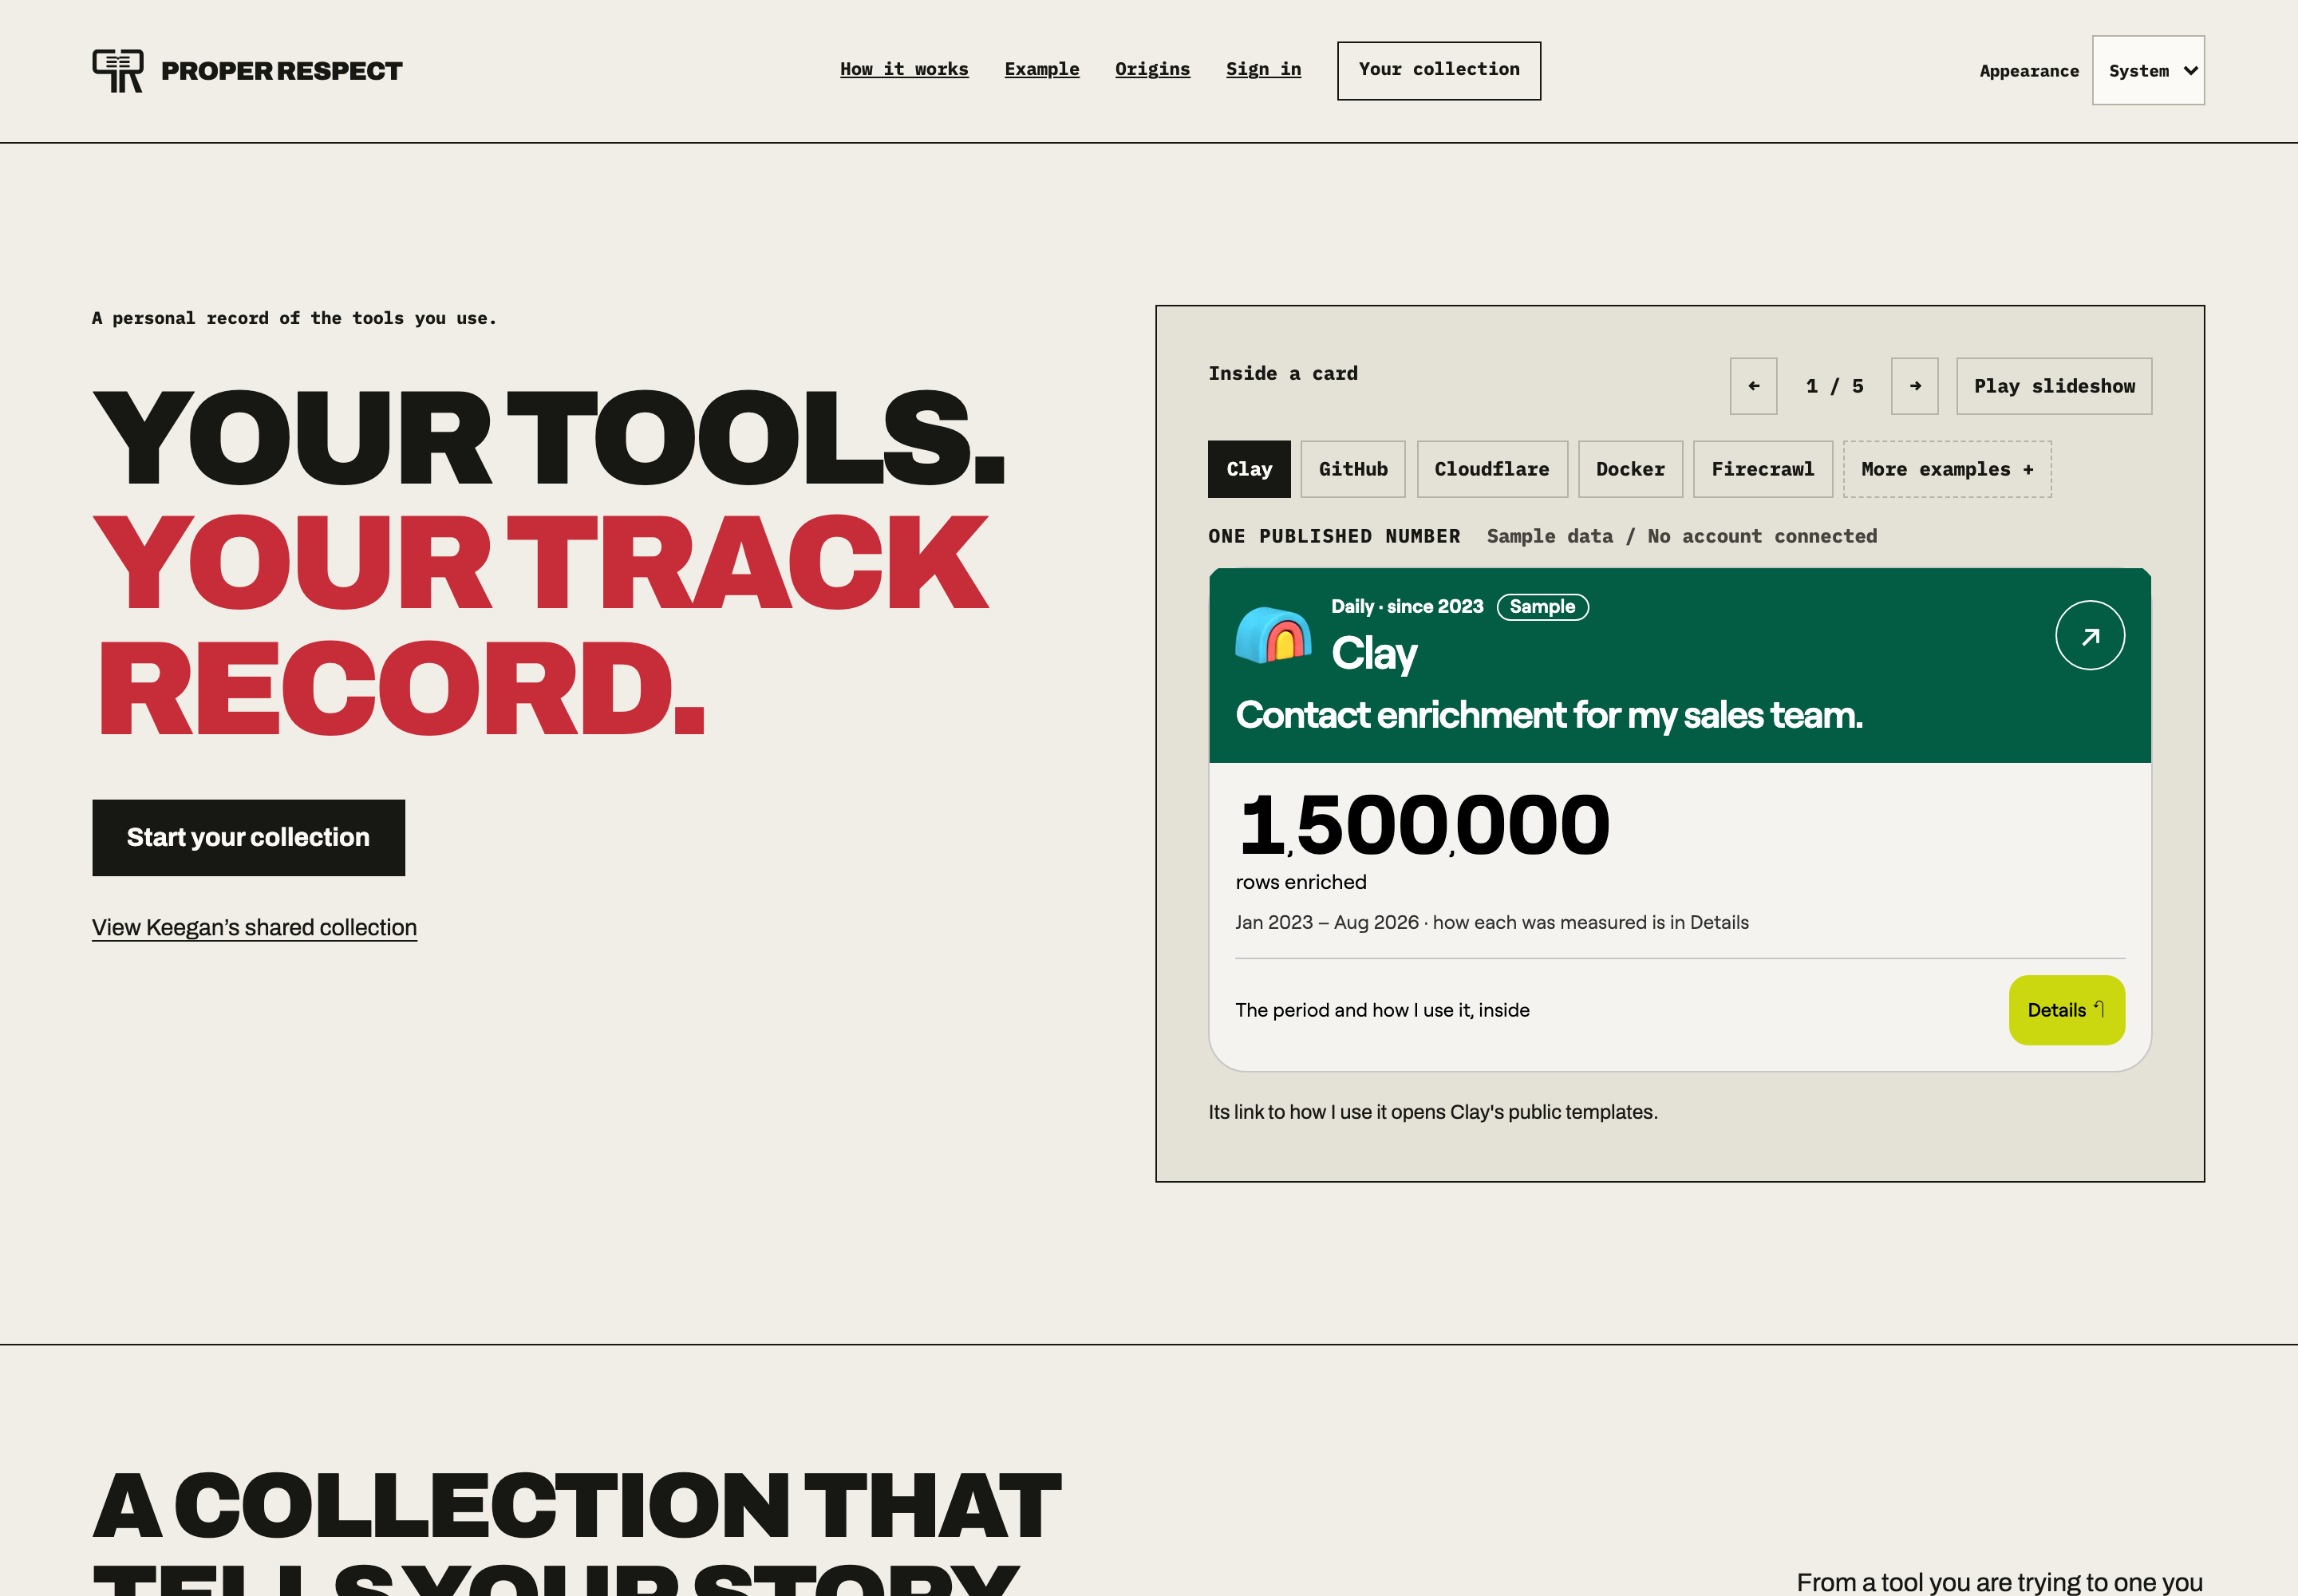 PROPER RESPECT
How it works
Example
Origins
Sign in
Your collection
Appearance
System
A personal record of the tools you use.
YOUR TOOLS.
YOUR TRACK
RECORD.
Start your collection
View Keegan’s shared collection
Inside a card
←
1 / 5
→
Play slideshow
Clay
GitHub
Cloudflare
Docker
Firecrawl
More examples +
ONE PUBLISHED NUMBER
Sample data / No account connected
Daily · since 2023
Sample
Clay
Contact enrichment for my sales team.
1,500,000
rows enriched
Jan 2023 – Aug 2026 · how each was measured is in Details
The period and how I use it, inside
Details
Its link to how I use it opens Clay's public templates.
A COLLECTION THAT
TELLS YOUR STORY
From a tool you are trying to one you